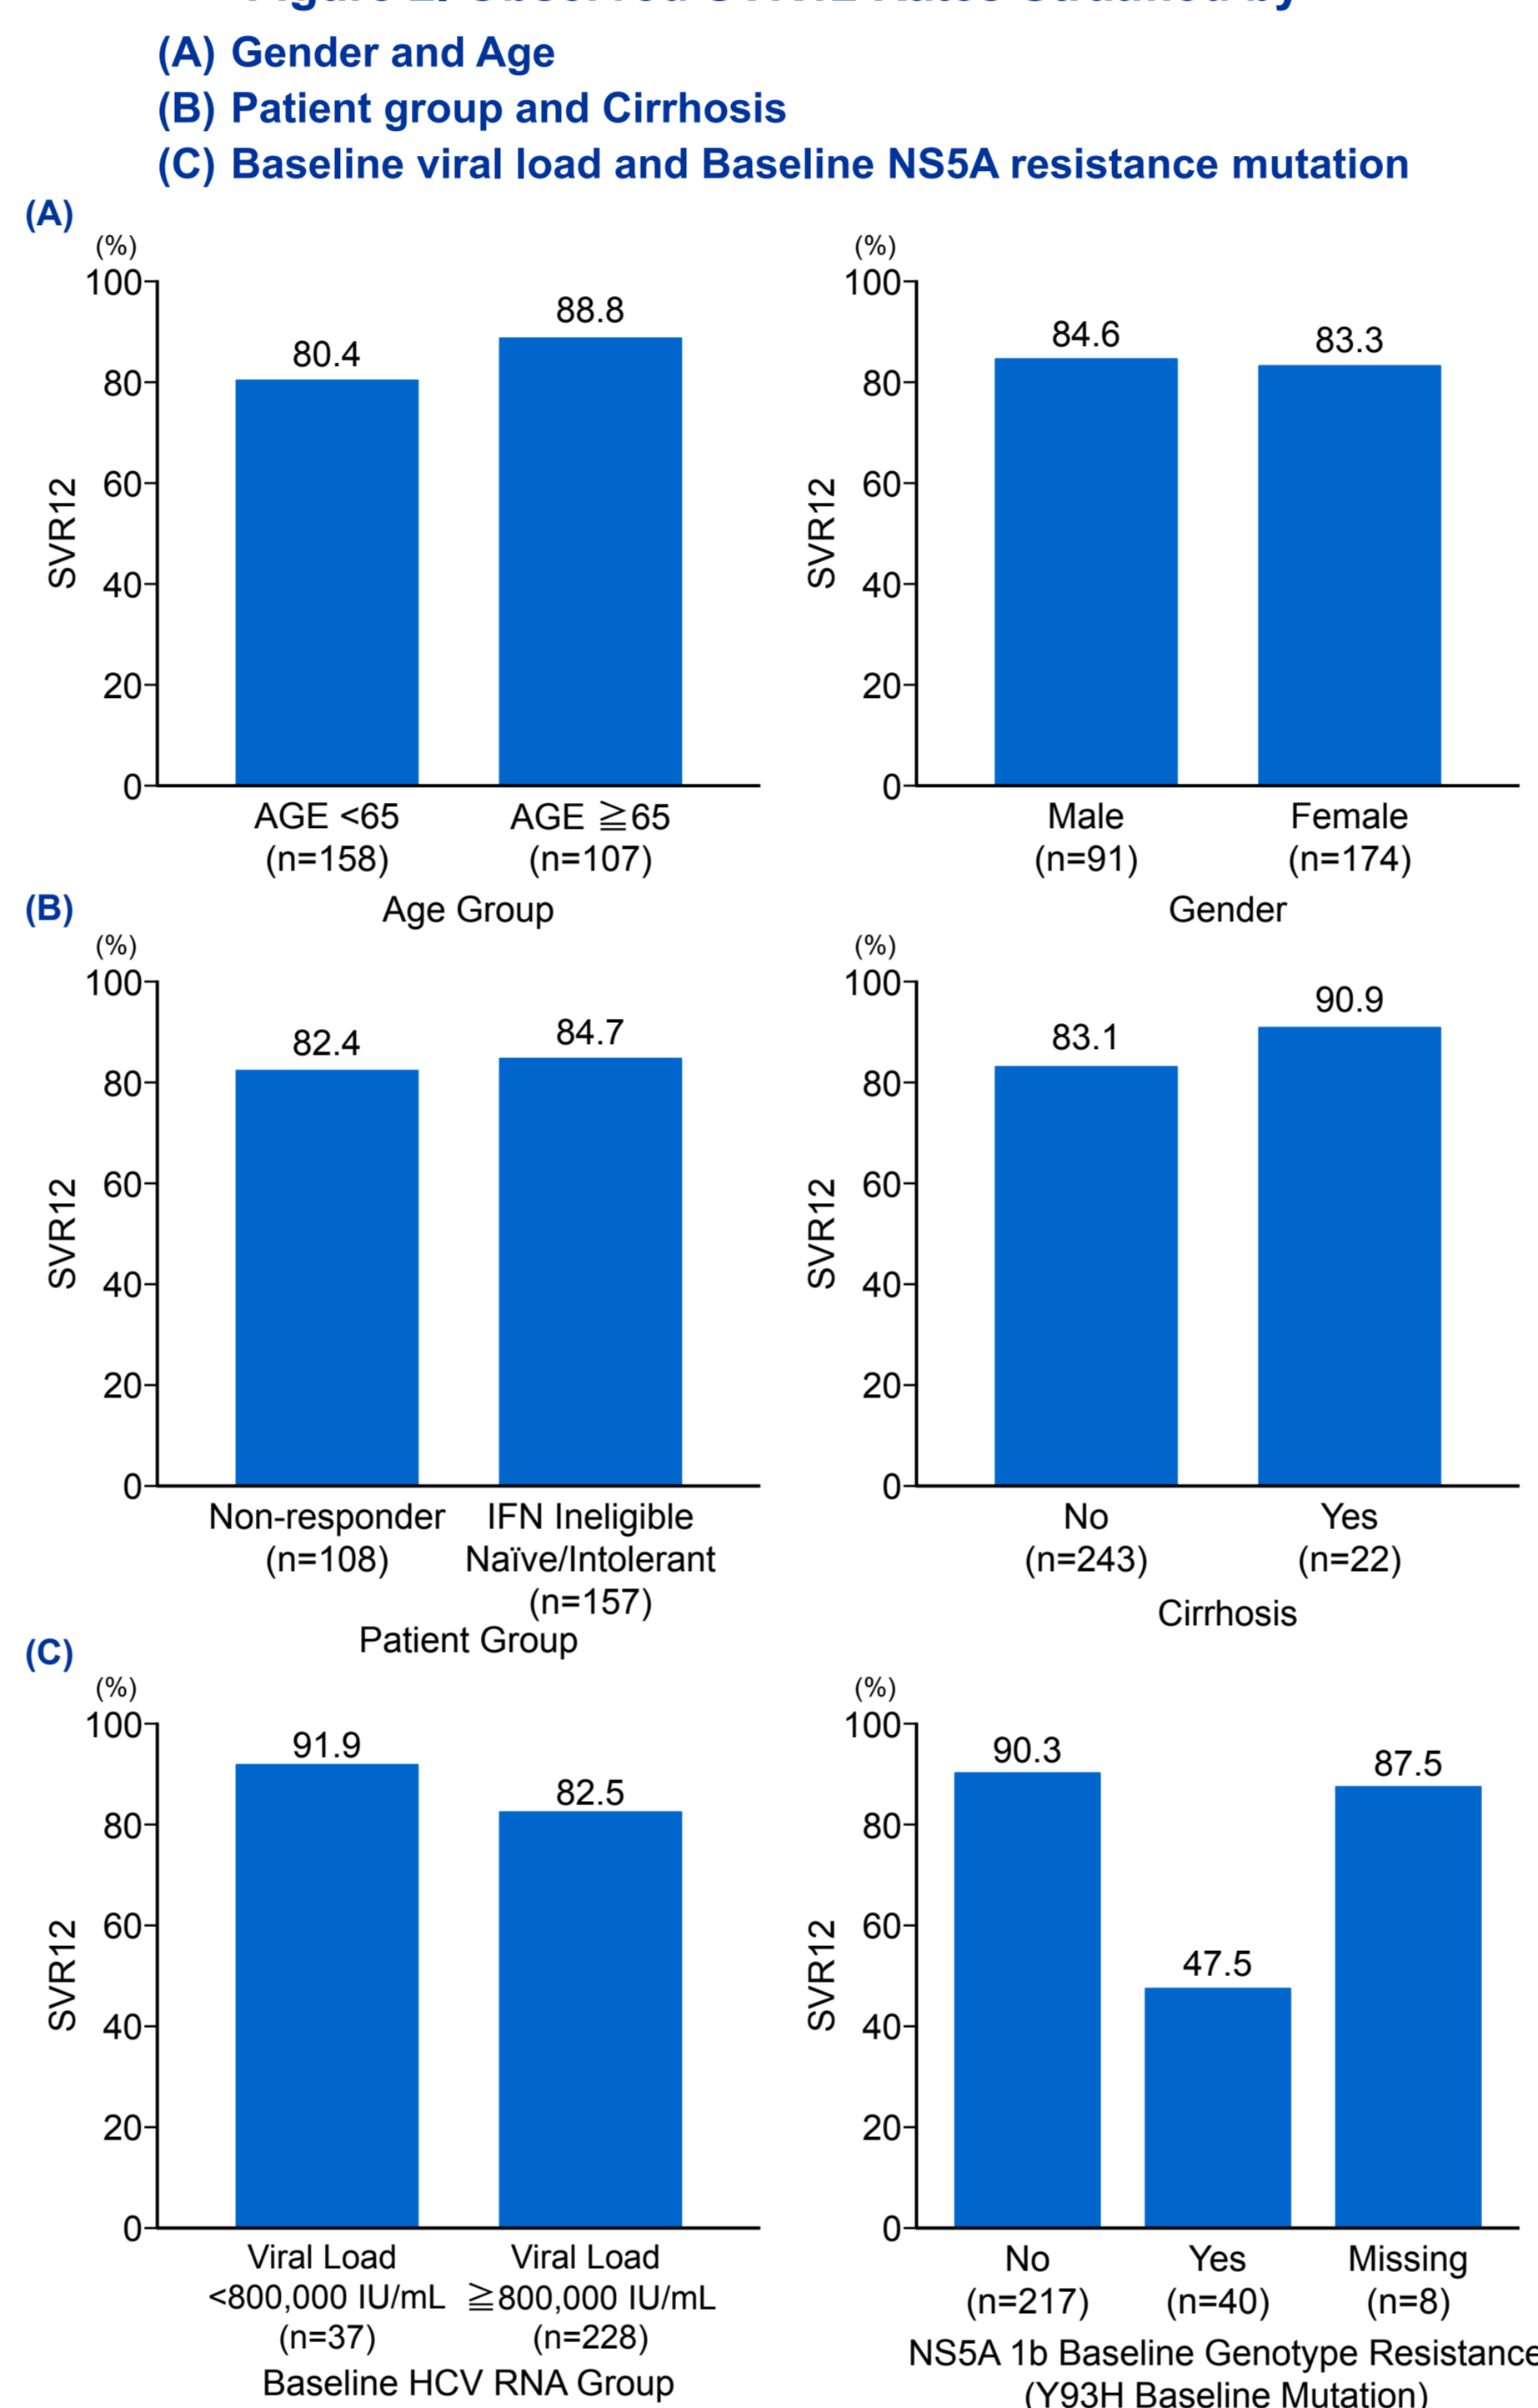 (A) Gender and Age
(B) Patient group and Cirrhosis
(C) Baseline viral load and Baseline NS5A resistance mutation
(A)
(%)
100
80
60
40
20
0
SVR12
80.4
88.8
AGE <65
(n=158)
AGE ≧65
(n=107)
Age Group
(%)
100
80
60
40
20
0
SVR12
84.6
83.3
Male
(n=91)
Female
(n=174)
Gender
(B)
(%)
100
80
60
40
20
0
SVR12
82.4
84.7
Non-responder
(n=108)
IFN Ineligible
Naïve/Intolerant
(n=157)
Patient Group
(%)
100
80
60
40
20
0
SVR12
83.1
90.9
No
(n=243)
Yes
(n=22)
Cirrhosis
(C)
(%)
100
80
60
40
20
0
SVR12
91.9
82.5
Viral Load
<800,000 IU/mL
(n=37)
Viral Load
≧800,000 IU/mL
(n=228)
Baseline HCV RNA Group
(%)
100
80
60
40
20
0
SVR12
90.3
47.5
87.5
No
(n=217)
Yes
(n=40)
Missing
(n=8)
NS5A 1b Baseline Genotype Resistance
(Y93H Baseline Mutation)